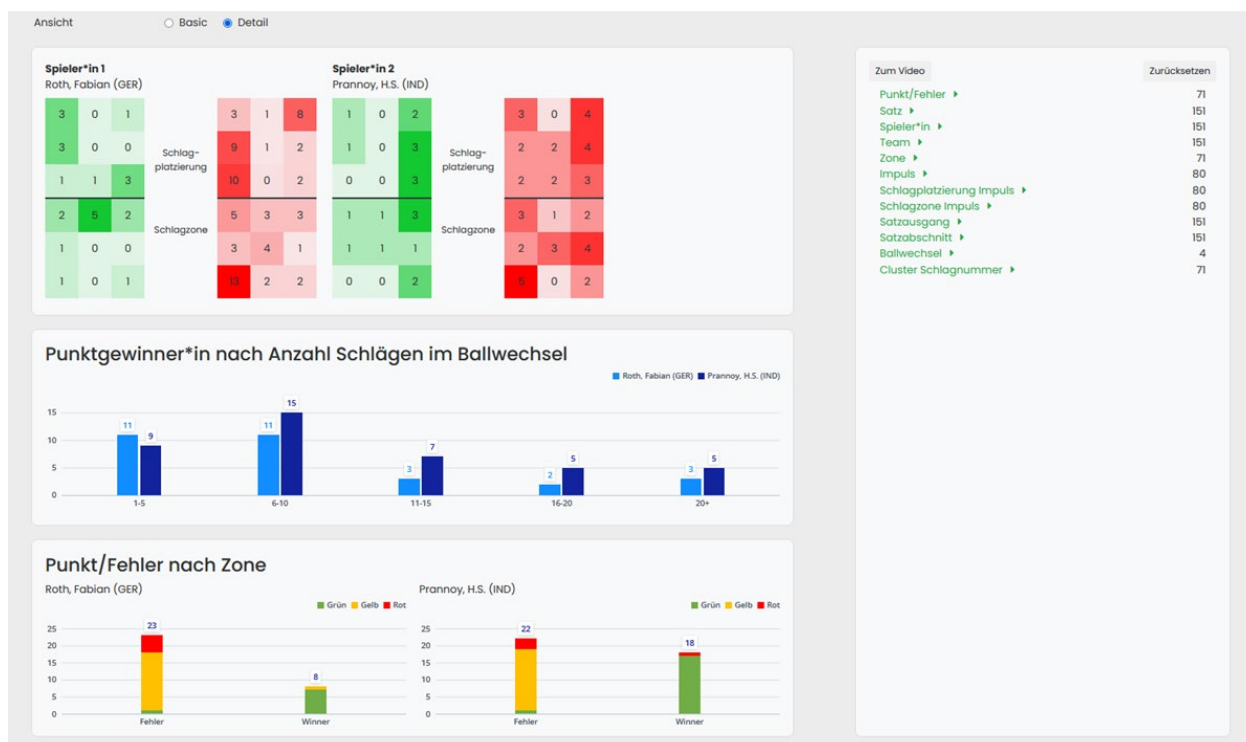 Ansicht Basic Detail
Spieler*in 1 Spieler*in 2
Roth, Fabian (GER) Prannoy, H.S. (IND)
3 0 1 3 1 8 1 0 2 3 0 4
3 0 0 9 1 2 1 0 3 2 2 4
Schlag- Schlag-
platzierung platzierung
1 1 3 10 0 2 0 0 3 2 2 3
2 5 2 5 3 3 1 1 3 3 1 2
Schlagzone Schlagzone
1 0 0 3 4 1 1 1 1 2 3 4
1 0 1 13 2 2 0 0 2 5 0 2
Punktgewinner*in nach Anzahl Schlägen im Ballwechsel
Roth, Fabian (GER) Prannoy, H.S. (IND)
15
10
5
0
11 9 11 15 3 7 2 5 3 5
1-5 6-10 11-15 16-20 20+
Punkt/Fehler nach Zone
Roth, Fabian (GER) Prannoy, H.S. (IND)
Grün Gelb Rot Grün Gelb Rot
25 23 25 22
20 20 18
15 15
10 8 10
5 5
0 0
Fehler Winner Fehler Winner
Zum Video Zurücksetzen
Punkt/Fehler 71
Satz 151
Spieler*in 151
Team 151
Zone 71
Impuls 80
Schlagplatzierung Impuls 80
Schlagzone Impuls 80
Satzausgang 151
Satzabschnitt 151
Ballwechsel 4
Cluster Schlagnummer 71